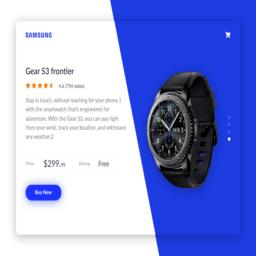 SAMSUNG
Gear S3 frontier
4.6 (754 votes)
Stay in touch, without reaching for your phone,1
with the smartwatch that's engineered for
adventure. With the Gear S3, you can pay right
from your wrist, track your location, and withstand
any weather.2
Price $299.99 Shiping Free
Buy Now